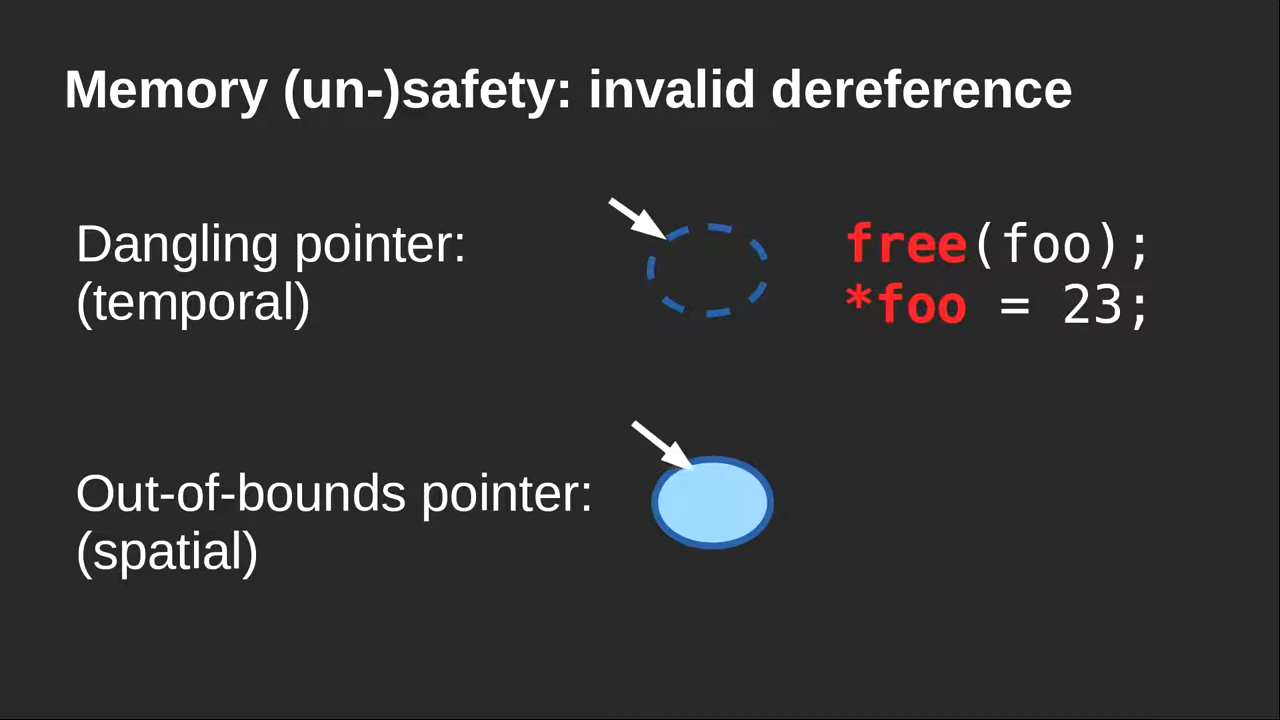 Memory (un-)safety: invalid dereference
Dangling pointer:
(temporal)
free(foo);
*foo = 23;
Out-of-bounds pointer:
(spatial)